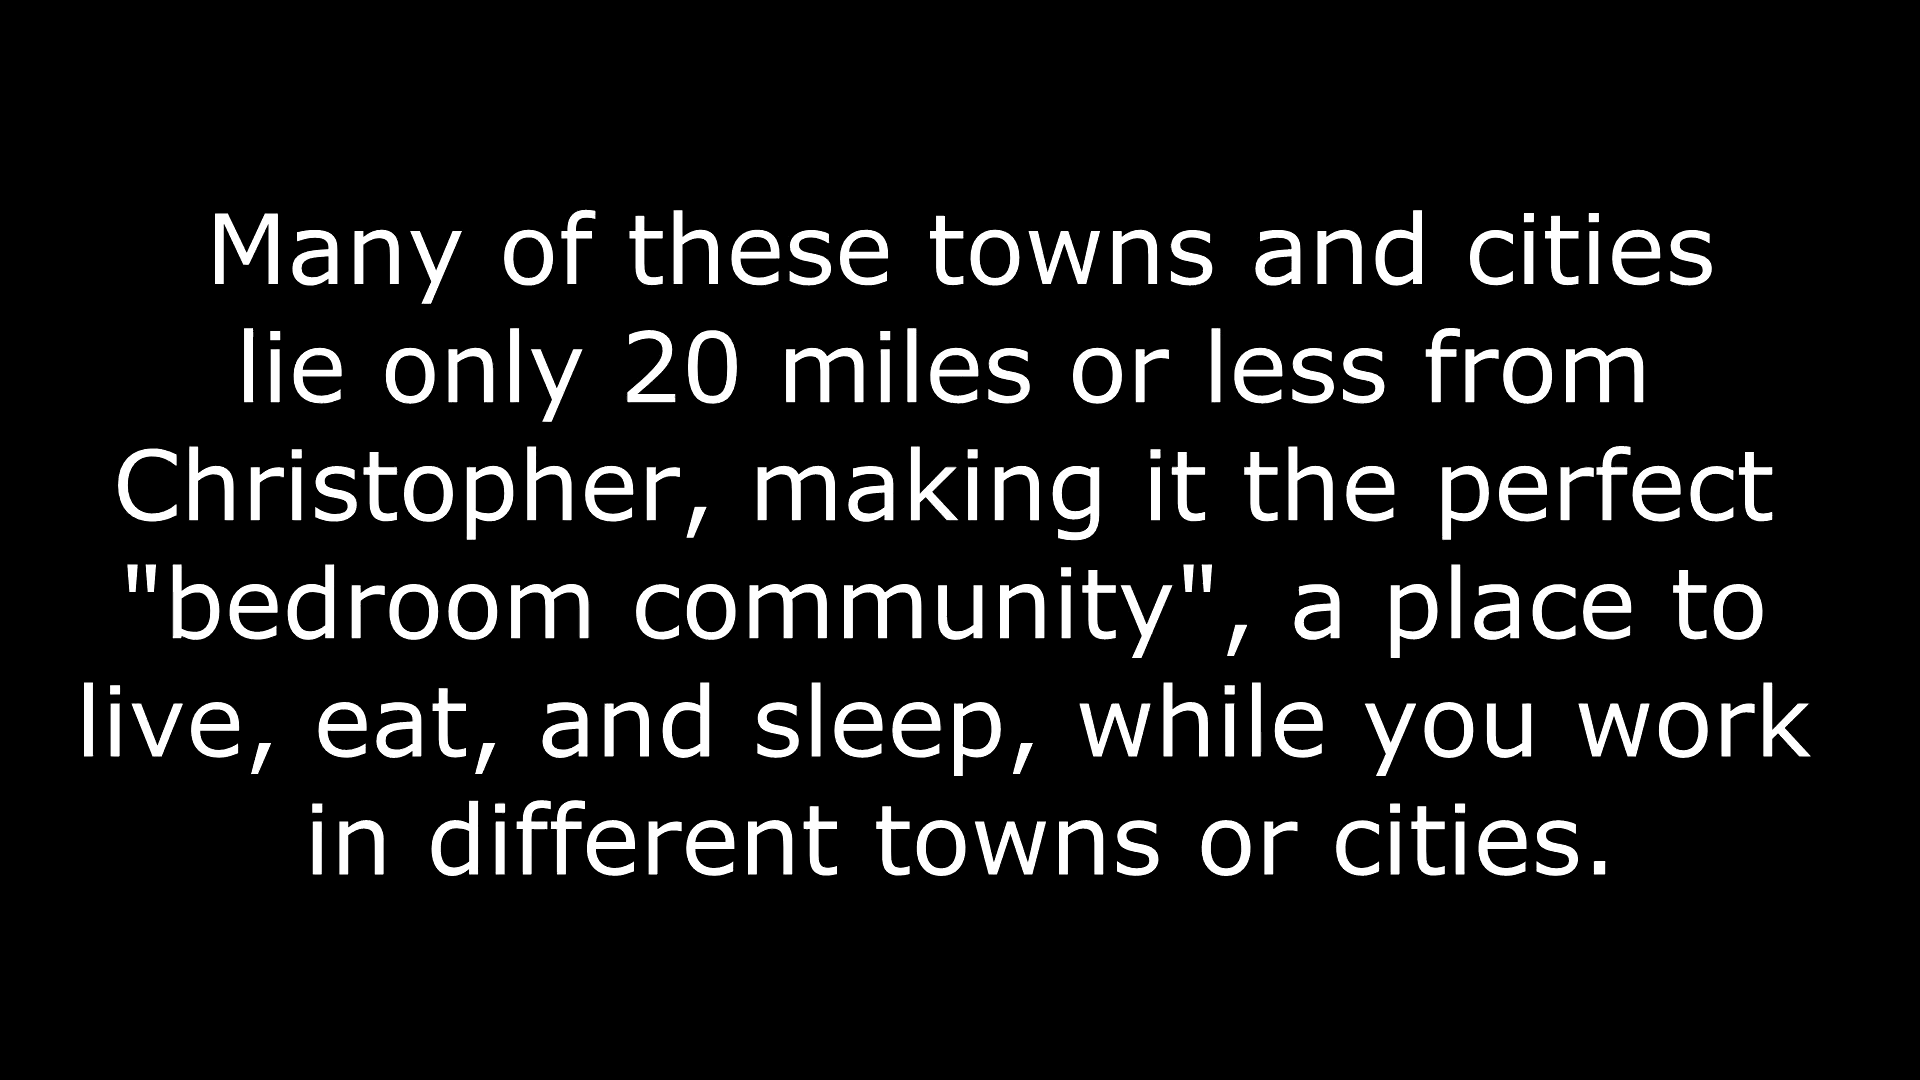 Many of these towns and cities
lie only 20 miles or less from
Christopher, making it the perfect
"bedroom community", a place to
live, eat, and sleep, while you work
in different towns or cities.